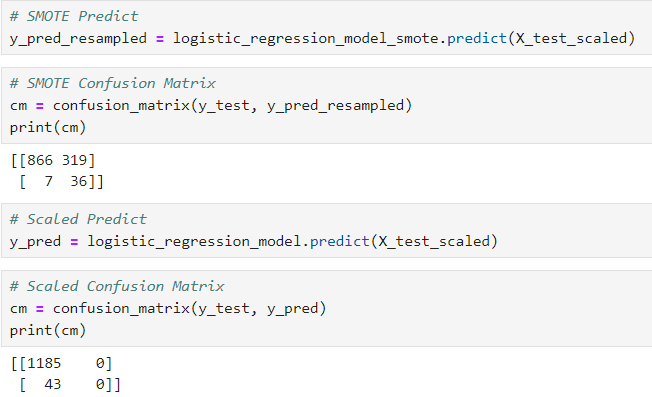 # SMOTE Predict
y_pred_resampled = logistic_regression_model_smote.predict(X_test_scaled)
# SMOTE Confusion Matrix
cm = confusion_matrix(y_test, y_pred_resampled)
print(cm)
[[866 319]
 [  7  36]]
# Scaled Predict
y_pred = logistic_regression_model.predict(X_test_scaled)
# Scaled Confusion Matrix
cm = confusion_matrix(y_test, y_pred)
print(cm)
[[1185    0]
 [  43    0]]